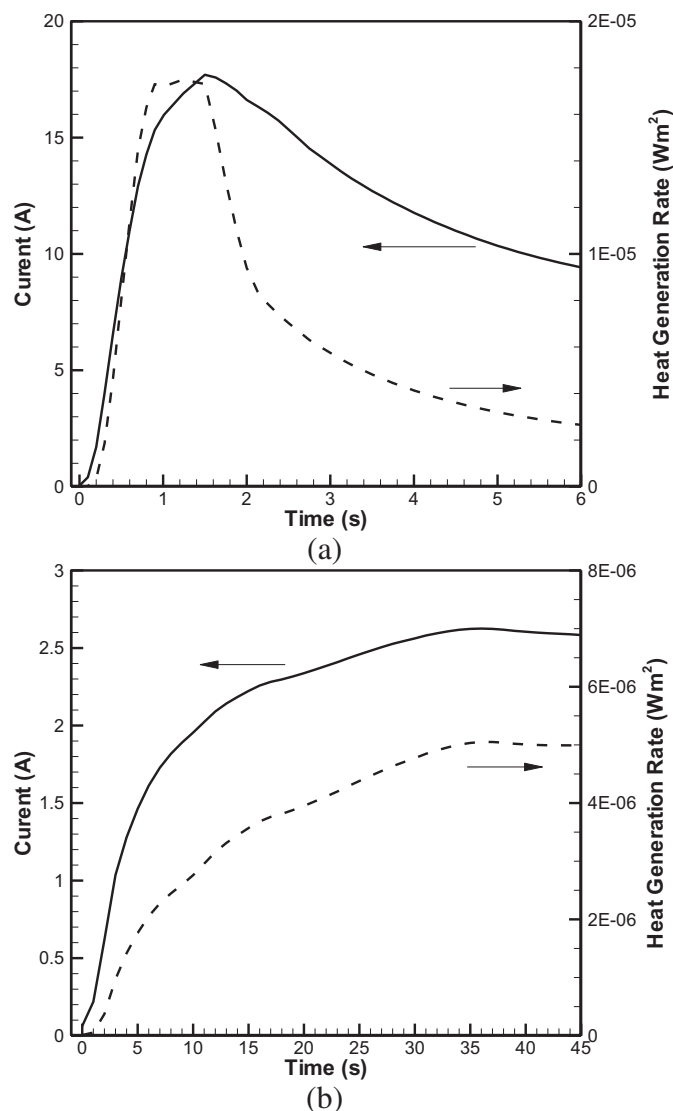 20
15
10
5
0
Curent (A)
2E-05
1E-05
0
Heat Generation Rate (Wm²)
0 1 2 3 4 5 6
Time (s)
(a)
3
2.5
2
1.5
1
0.5
0
Curent (A)
8E-06
6E-06
4E-06
2E-06
0
Heat Generation Rate (Wm²)
0 5 10 15 20 25 30 35 40 45
Time (s)
(b)